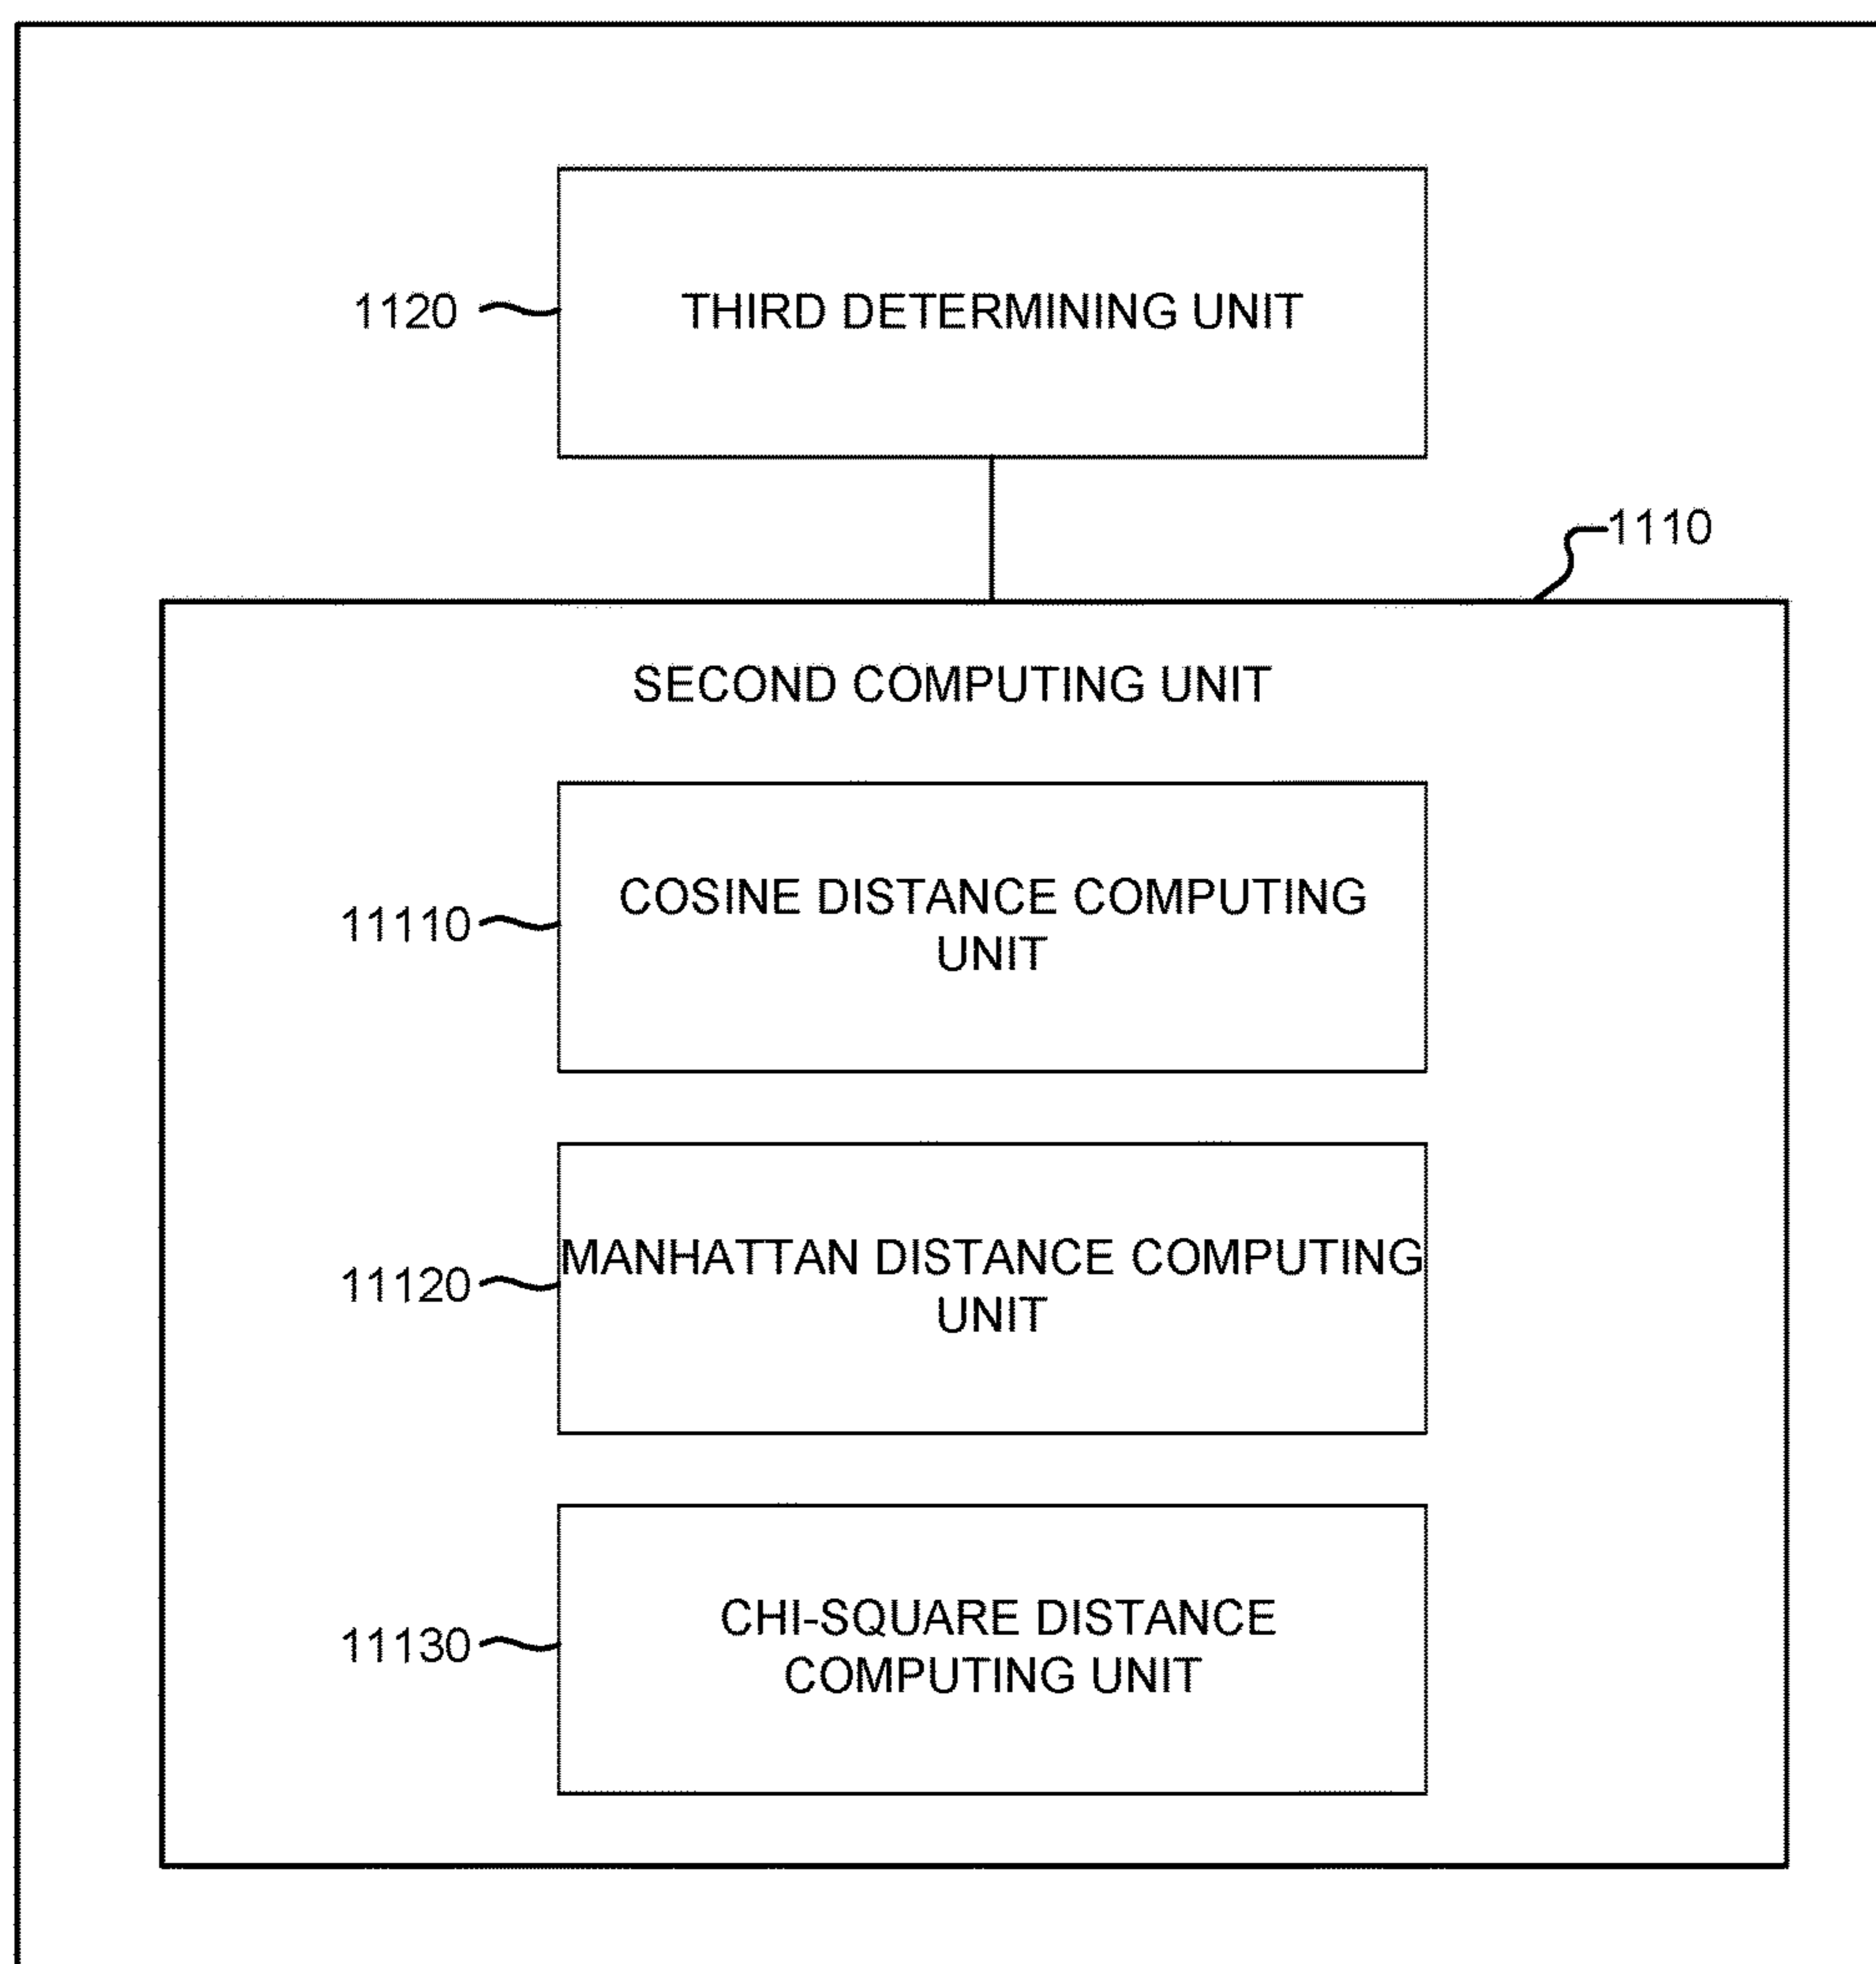 1120
THIRD DETERMINING UNIT
1110
SECOND COMPUTING UNIT
11110
COSINE DISTANCE COMPUTING
UNIT
11120
MANHATTAN DISTANCE COMPUTING
UNIT
11130
CHI-SQUARE DISTANCE
COMPUTING UNIT